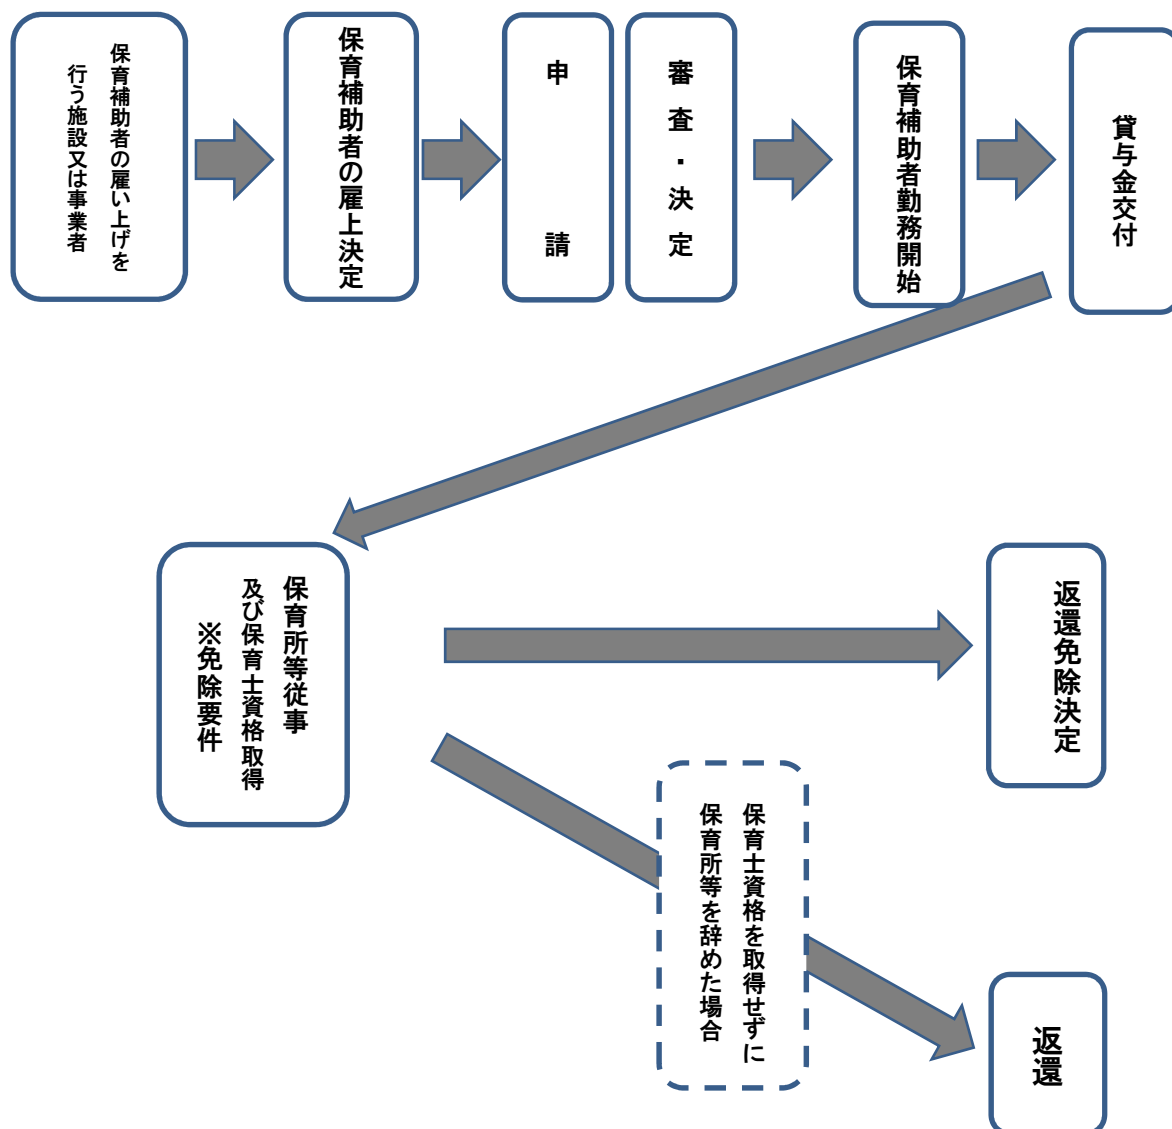 保育補助者の雇い上げを
行う施設又は事業者
保育補助者の雇上決定
申請
審査・決定
保育補助者勤務開始
貸与金交付
保育所等従事
及び保育士資格取得
※免除要件
返還免除決定
保育士資格を取得せずに
保育所等を辞めた場合
返還